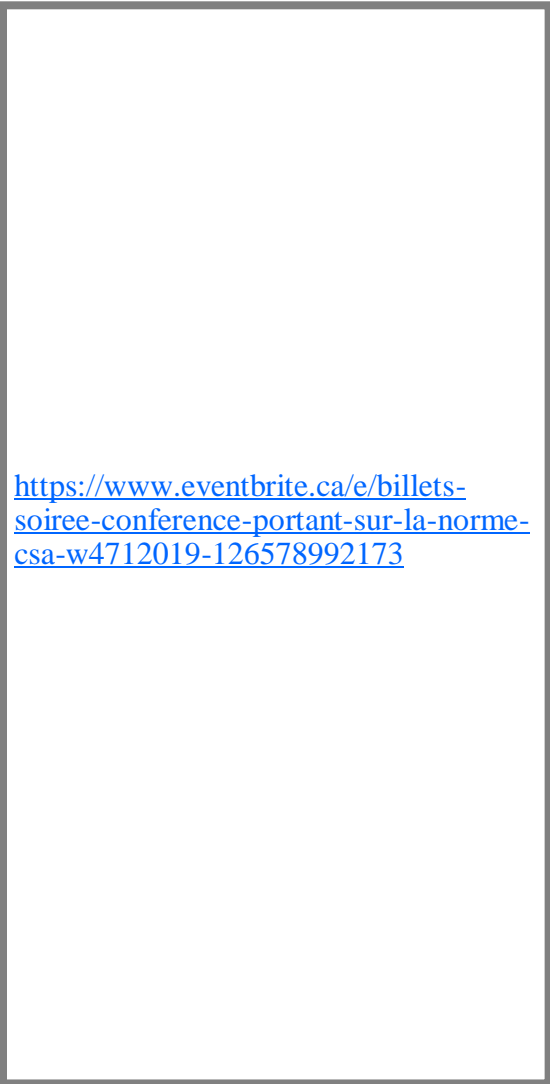 https://www.eventbrite.ca/e/billets-
soiree-conference-portant-sur-la-norme-
csa-w4712019-126578992173